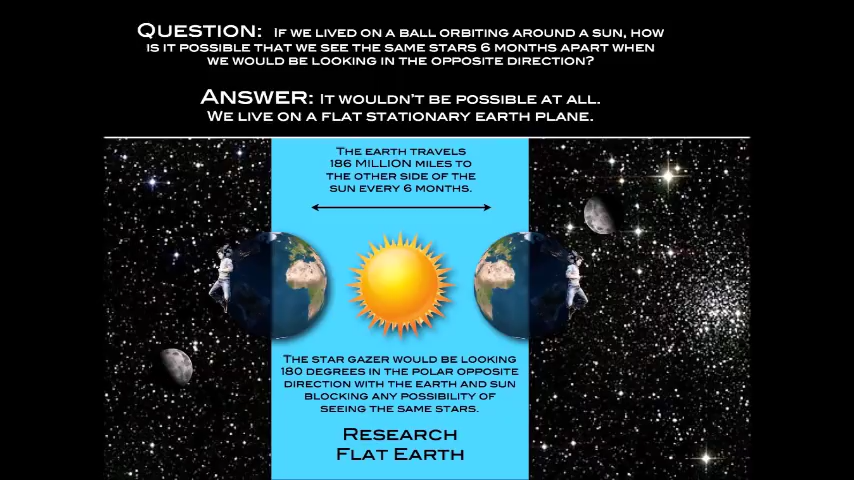 QUESTION: IF WE LIVED ON A BALL ORBITING AROUND A SUN, HOW
IS IT POSSIBLE THAT WE SEE THE SAME STARS 6 MONTHS APART WHEN
WE WOULD BE LOOKING IN THE OPPOSITE DIRECTION?
ANSWER: IT WOULDN'T BE POSSIBLE AT ALL.
WE LIVE ON A FLAT STATIONARY EARTH PLANE.
THE EARTH TRAVELS
186 MILLION MILES TO
THE OTHER SIDE OF THE
SUN EVERY 6 MONTHS.
THE STAR GAZER WOULD BE LOOKING
180 DEGREES IN THE POLAR OPPOSITE
DIRECTION WITH THE EARTH AND SUN
BLOCKING ANY POSSIBILITY OF
SEEING THE SAME STARS.
RESEARCH
FLAT EARTH